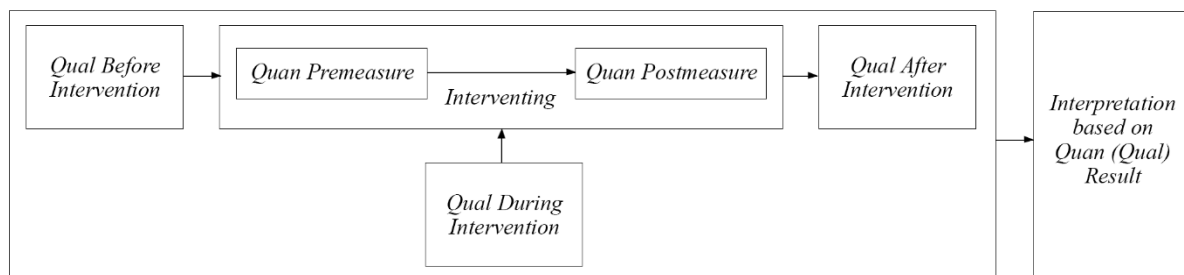 Qual Before
Intervention
Quan Premeasure
Quan Postmeasure
Interventing
Qual After
Intervention
Qual During
Intervention
Interpretation
based on
Quan (Qual)
Result